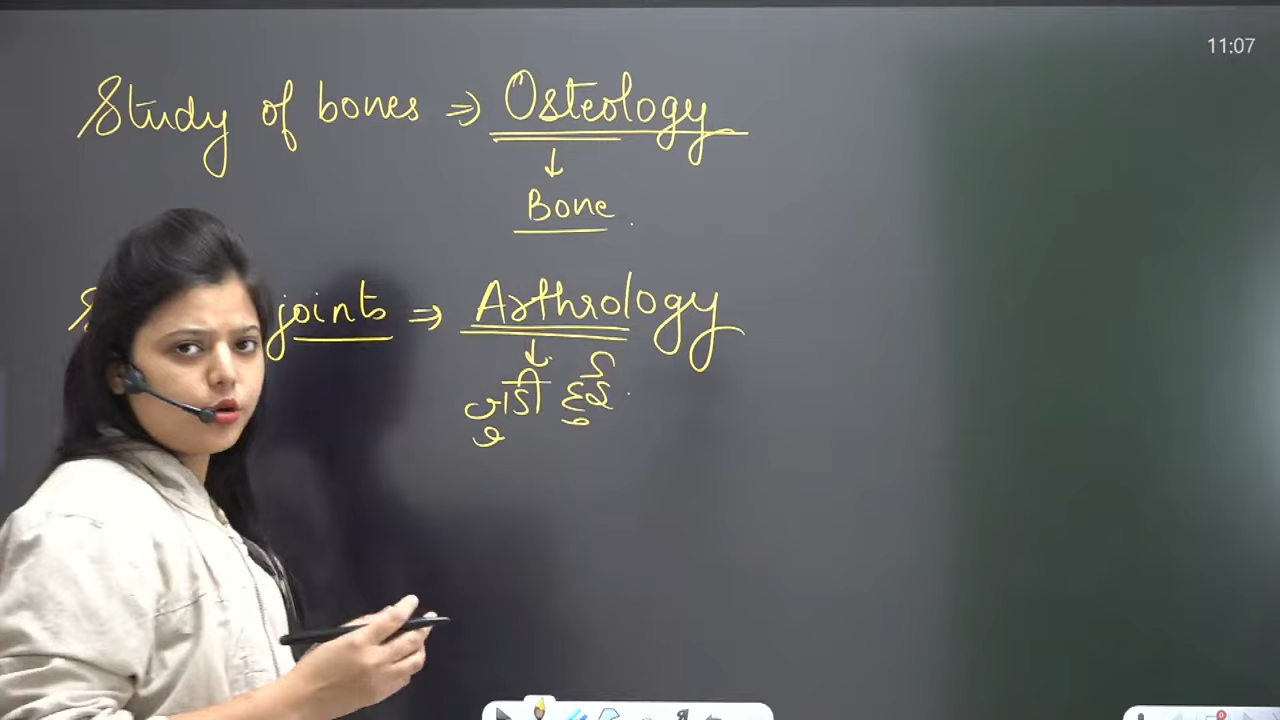 11:07
Study of bones ⇒ Osteology
↓
Bone
joints ⇒ Arthrology
↓
जुडी हुई